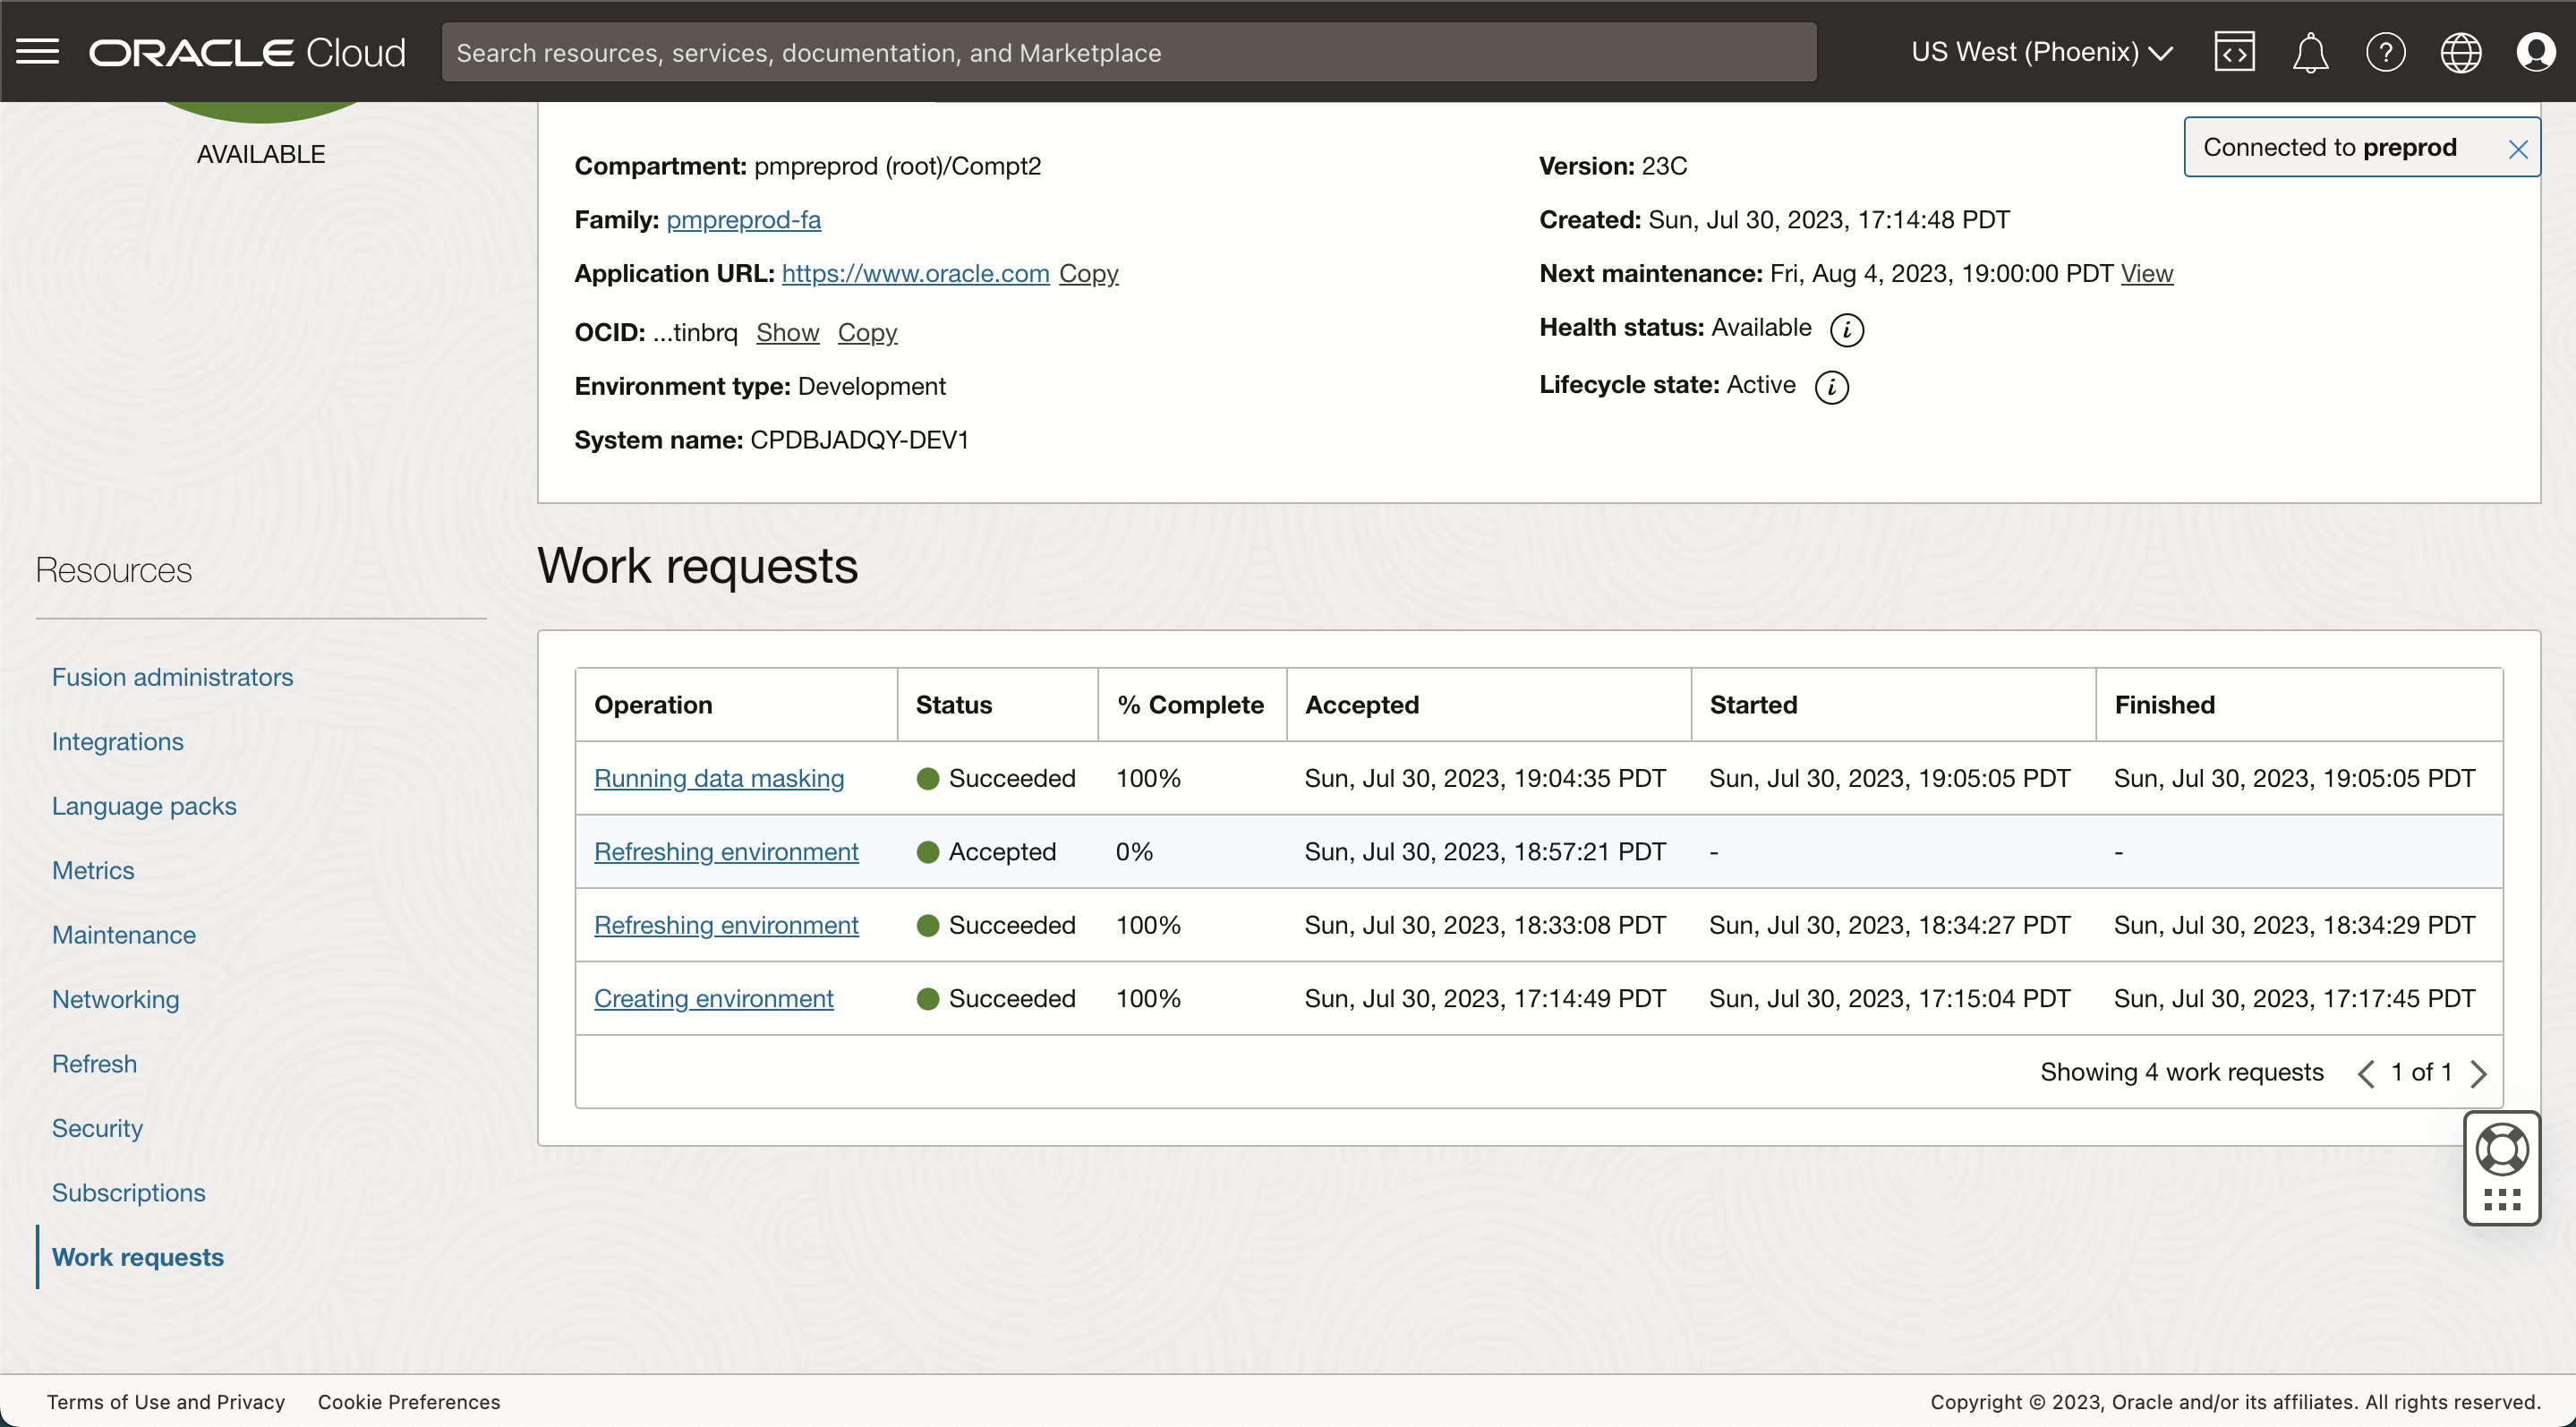 ORACLE Cloud
Search resources, services, documentation, and Marketplace
US West (Phoenix)
AVAILABLE
Connected to preprod
Compartment: pmpreprod (root)/Compt2
Family: pmpreprod-fa
Application URL: https://www.oracle.com Copy
OCID: ...tinbrq Show Copy
Environment type: Development
System name: CPDBJADQY-DEV1
Version: 23C
Created: Sun, Jul 30, 2023, 17:14:48 PDT
Next maintenance: Fri, Aug 4, 2023, 19:00:00 PDT View
Health status: Available i
Lifecycle state: Active i
Resources
Fusion administrators
Integrations
Language packs
Metrics
Maintenance
Networking
Refresh
Security
Subscriptions
Work requests
Work requests
Operation Status % Complete Accepted Started Finished
Running data masking Succeeded 100% Sun, Jul 30, 2023, 19:04:35 PDT Sun, Jul 30, 2023, 19:05:05 PDT Sun, Jul 30, 2023, 19:05:05 PDT
Refreshing environment Accepted 0% Sun, Jul 30, 2023, 18:57:21 PDT - -
Refreshing environment Succeeded 100% Sun, Jul 30, 2023, 18:33:08 PDT Sun, Jul 30, 2023, 18:34:27 PDT Sun, Jul 30, 2023, 18:34:29 PDT
Creating environment Succeeded 100% Sun, Jul 30, 2023, 17:14:49 PDT Sun, Jul 30, 2023, 17:15:04 PDT Sun, Jul 30, 2023, 17:17:45 PDT
Showing 4 work requests < 1 of 1 >
Terms of Use and Privacy Cookie Preferences
Copyright © 2023, Oracle and/or its affiliates. All rights reserved.